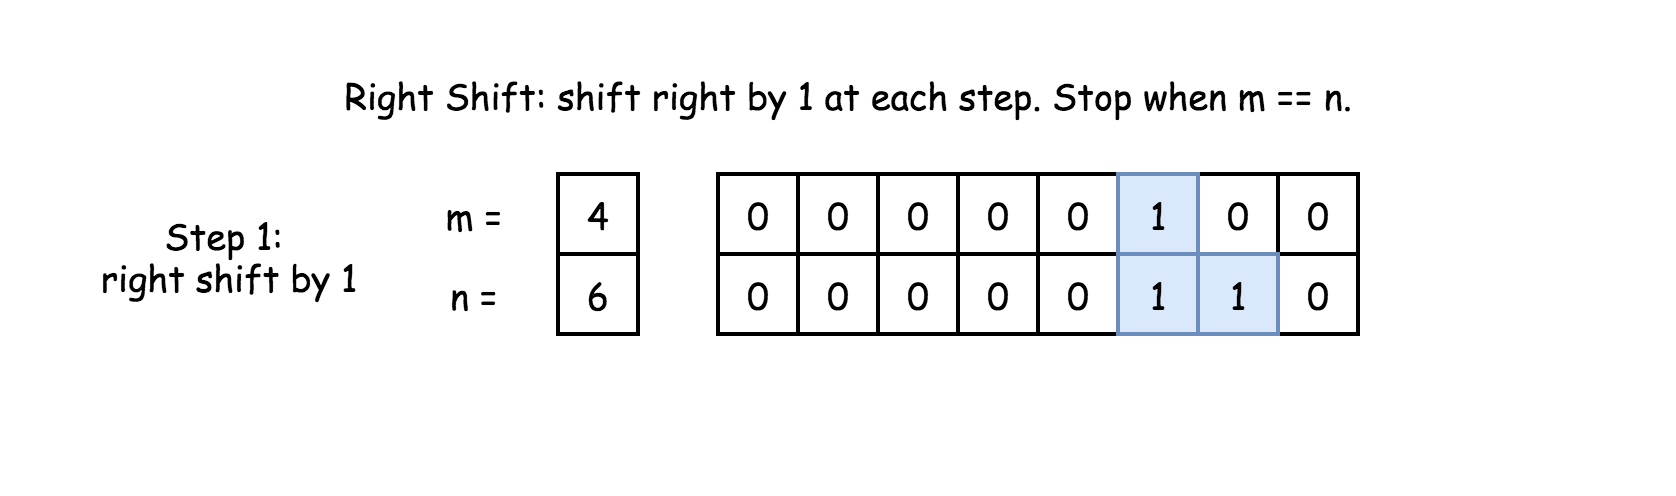 Right Shift: shift right by 1 at each step. Stop when m == n.
Step 1:
right shift by 1
m = 4 0 0 0 0 0 1 0 0
n = 6 0 0 0 0 0 1 1 0